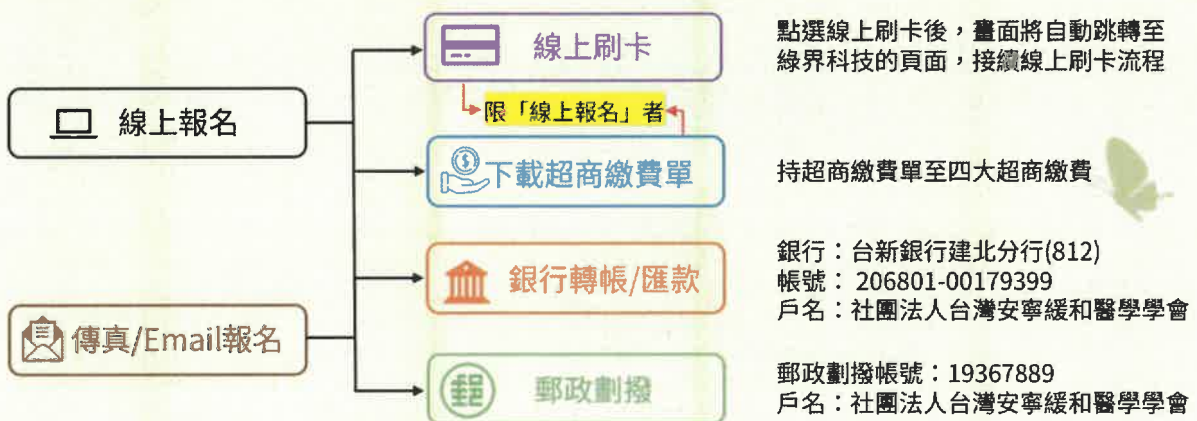 線上報名
傳真/Email報名
線上刷卡
限「線上報名」者
下載超商繳費單
銀行轉帳/匯款
郵
郵政劃撥
點選線上刷卡後，畫面將自動跳轉至
綠界科技的頁面，接續線上刷卡流程
持超商繳費單至四大超商繳費
銀行：台新銀行建北分行(812)
帳號： 206801-00179399
戶名：社團法人台灣安寧緩和醫學學會
郵政劃撥帳號：19367889
戶名：社團法人台灣安寧緩和醫學學會